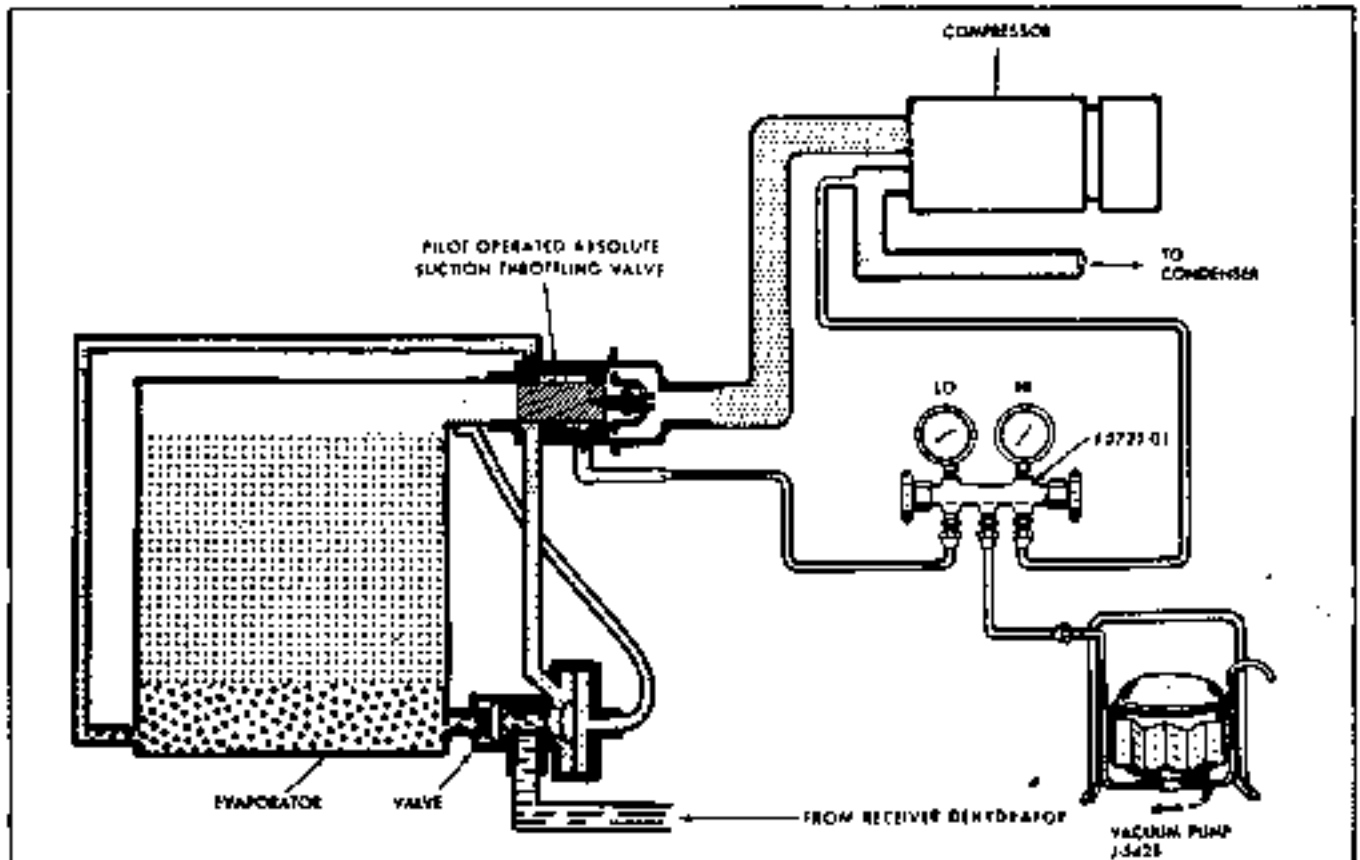 COMPRESSOR
PILOT OPERATED ABSOLUTE
SUCTION THROTTLING VALVE
TO
CONDENSER
LO
HI
EVAPORATOR
VALVE
FROM RECEIVER DEHYDRATOR
VACUUM PUMP